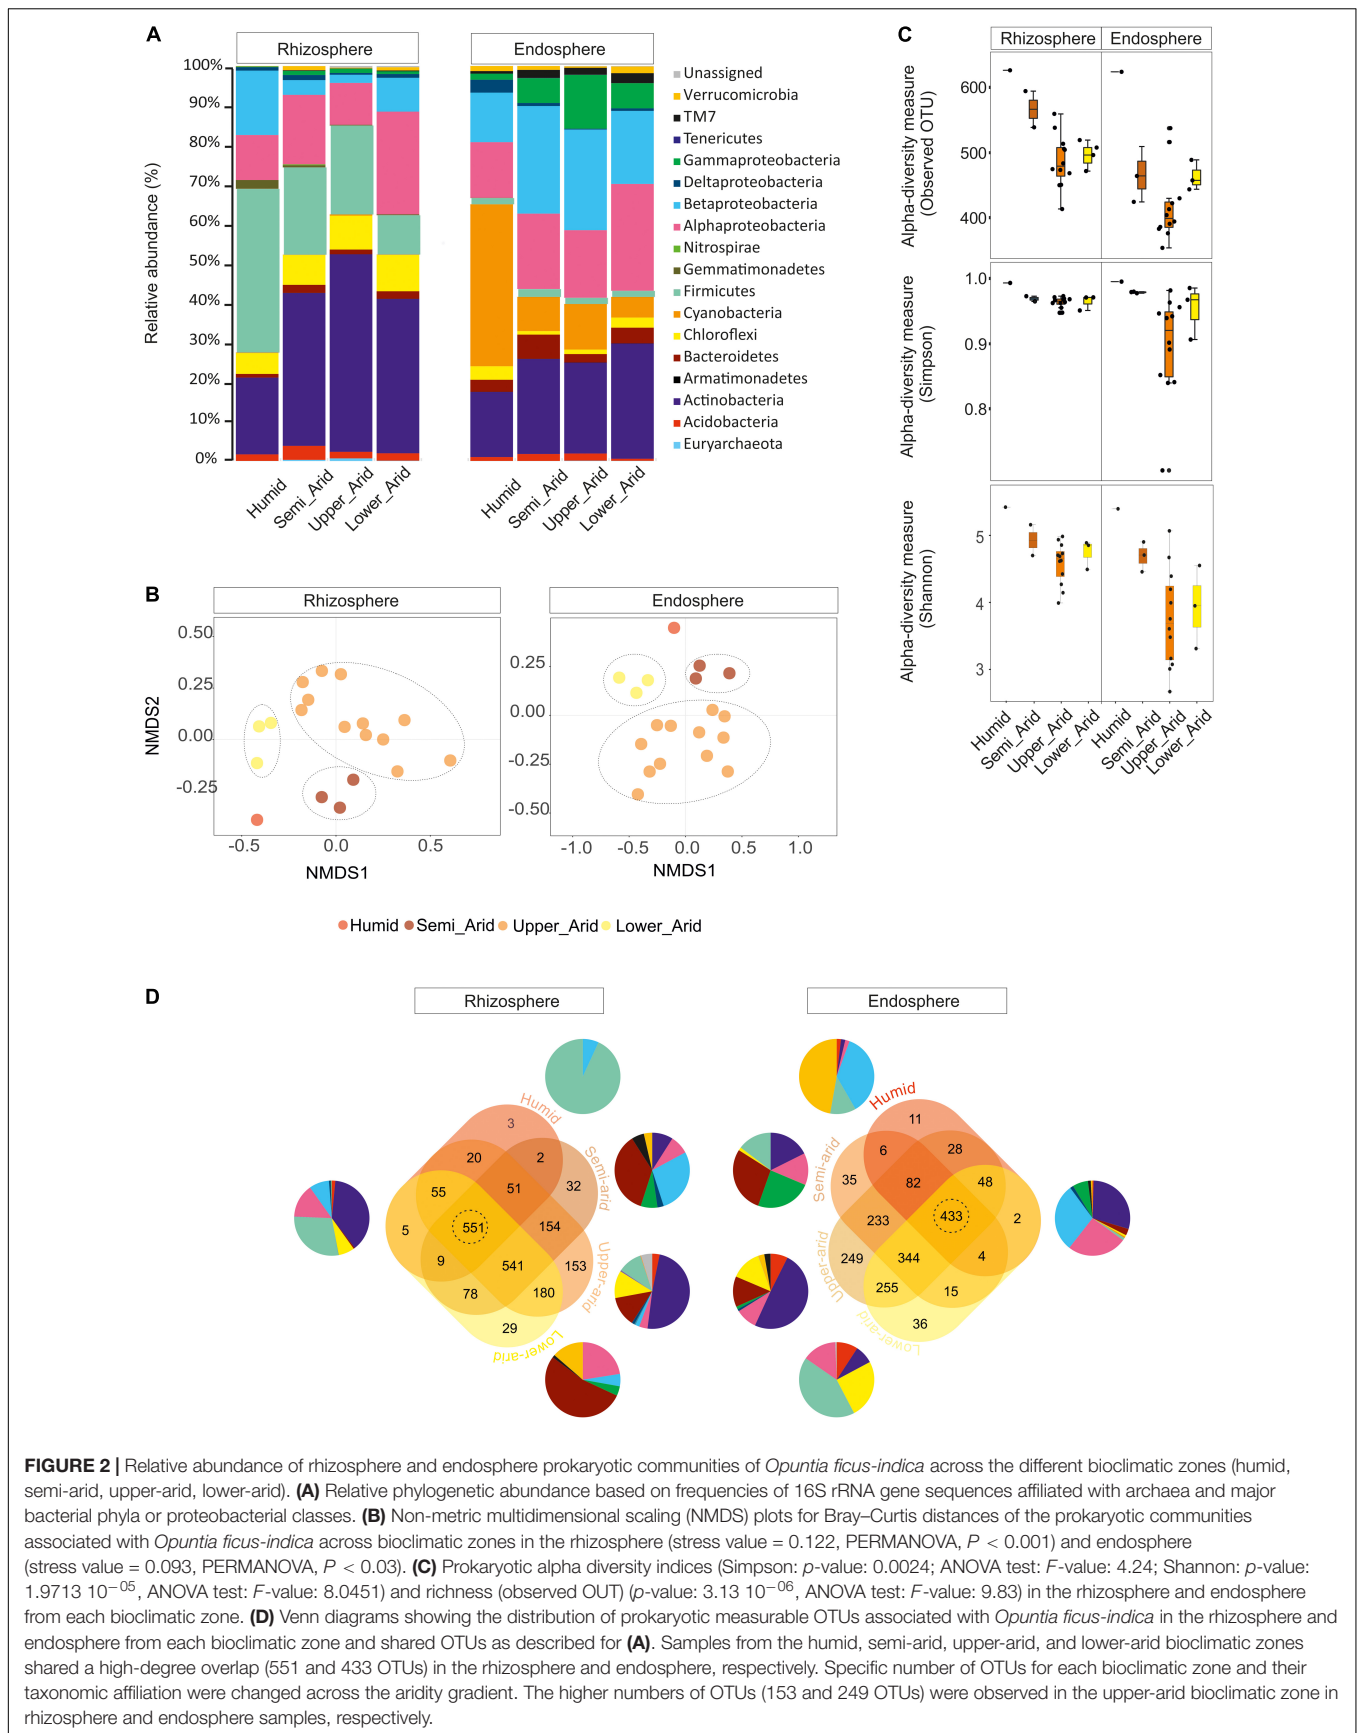 A
Rhizosphere
Endosphere
100%
90%
80%
70%
60%
50%
40%
30%
20%
10%
0%
Relative abundance (%)
Humid
Semi_Arid
Upper_Arid
Lower_Arid
Humid
Semi_Arid
Upper_Arid
Lower_Arid
Unassigned
Verrucomicrobia
TM7
Tenericutes
Gammaproteobacteria
Deltaproteobacteria
Betaproteobacteria
Alphaproteobacteria
Nitrospirae
Gemmatimonadetes
Firmicutes
Cyanobacteria
Chloroflexi
Bacteroidetes
Armatimonadetes
Actinobacteria
Acidobacteria
Euryarchaeota
C
Rhizosphere
Endosphere
Alpha-diversity measure
(Observed OTU)
600
500
400
Alpha-diversity measure
(Simpson)
1.0
0.9
0.8
Alpha-diversity measure
(Shannon)
5
4
3
Humid
Semi_Arid
Upper_Arid
Lower_Arid
Humid
Semi_Arid
Upper_Arid
Lower_Arid
B
Rhizosphere
Endosphere
NMDS2
0.50
0.25
0.00
-0.25
-0.5
0.0
0.5
NMDS1
0.25
0.00
-0.25
-0.50
-1.0
-0.5
0.0
0.5
1.0
NMDS1
Humid Semi_Arid Upper_Arid Lower_Arid
D
Rhizosphere
Endosphere
Humid
Semi-arid
Upper-arid
Lower-arid
3
20
2
55
51
32
5
551
154
9
541
153
78
180
29
Humid
Semi-arid
Upper-arid
Lower-arid
11
6
28
35
82
48
233
433
2
249
344
4
255
15
36
FIGURE 2 | Relative abundance of rhizosphere and endosphere prokaryotic communities of Opuntia ficus-indica across the different bioclimatic zones (humid,
semi-arid, upper-arid, lower-arid). (A) Relative phylogenetic abundance based on frequencies of 16S rRNA gene sequences affiliated with archaea and major
bacterial phyla or proteobacterial classes. (B) Non-metric multidimensional scaling (NMDS) plots for Bray–Curtis distances of the prokaryotic communities
associated with Opuntia ficus-indica across bioclimatic zones in the rhizosphere (stress value = 0.122, PERMANOVA, P < 0.001) and endosphere
(stress value = 0.093, PERMANOVA, P < 0.03). (C) Prokaryotic alpha diversity indices (Simpson: p-value: 0.0024; ANOVA test: F-value: 4.24; Shannon: p-value:
1.9713 10−05, ANOVA test: F-value: 8.0451) and richness (observed OUT) (p-value: 3.13 10−06, ANOVA test: F-value: 9.83) in the rhizosphere and endosphere
from each bioclimatic zone. (D) Venn diagrams showing the distribution of prokaryotic measurable OTUs associated with Opuntia ficus-indica in the rhizosphere and
endosphere from each bioclimatic zone and shared OTUs as described for (A). Samples from the humid, semi-arid, upper-arid, and lower-arid bioclimatic zones
shared a high-degree overlap (551 and 433 OTUs) in the rhizosphere and endosphere, respectively. Specific number of OTUs for each bioclimatic zone and their
taxonomic affiliation were changed across the aridity gradient. The higher numbers of OTUs (153 and 249 OTUs) were observed in the upper-arid bioclimatic zone in
rhizosphere and endosphere samples, respectively.